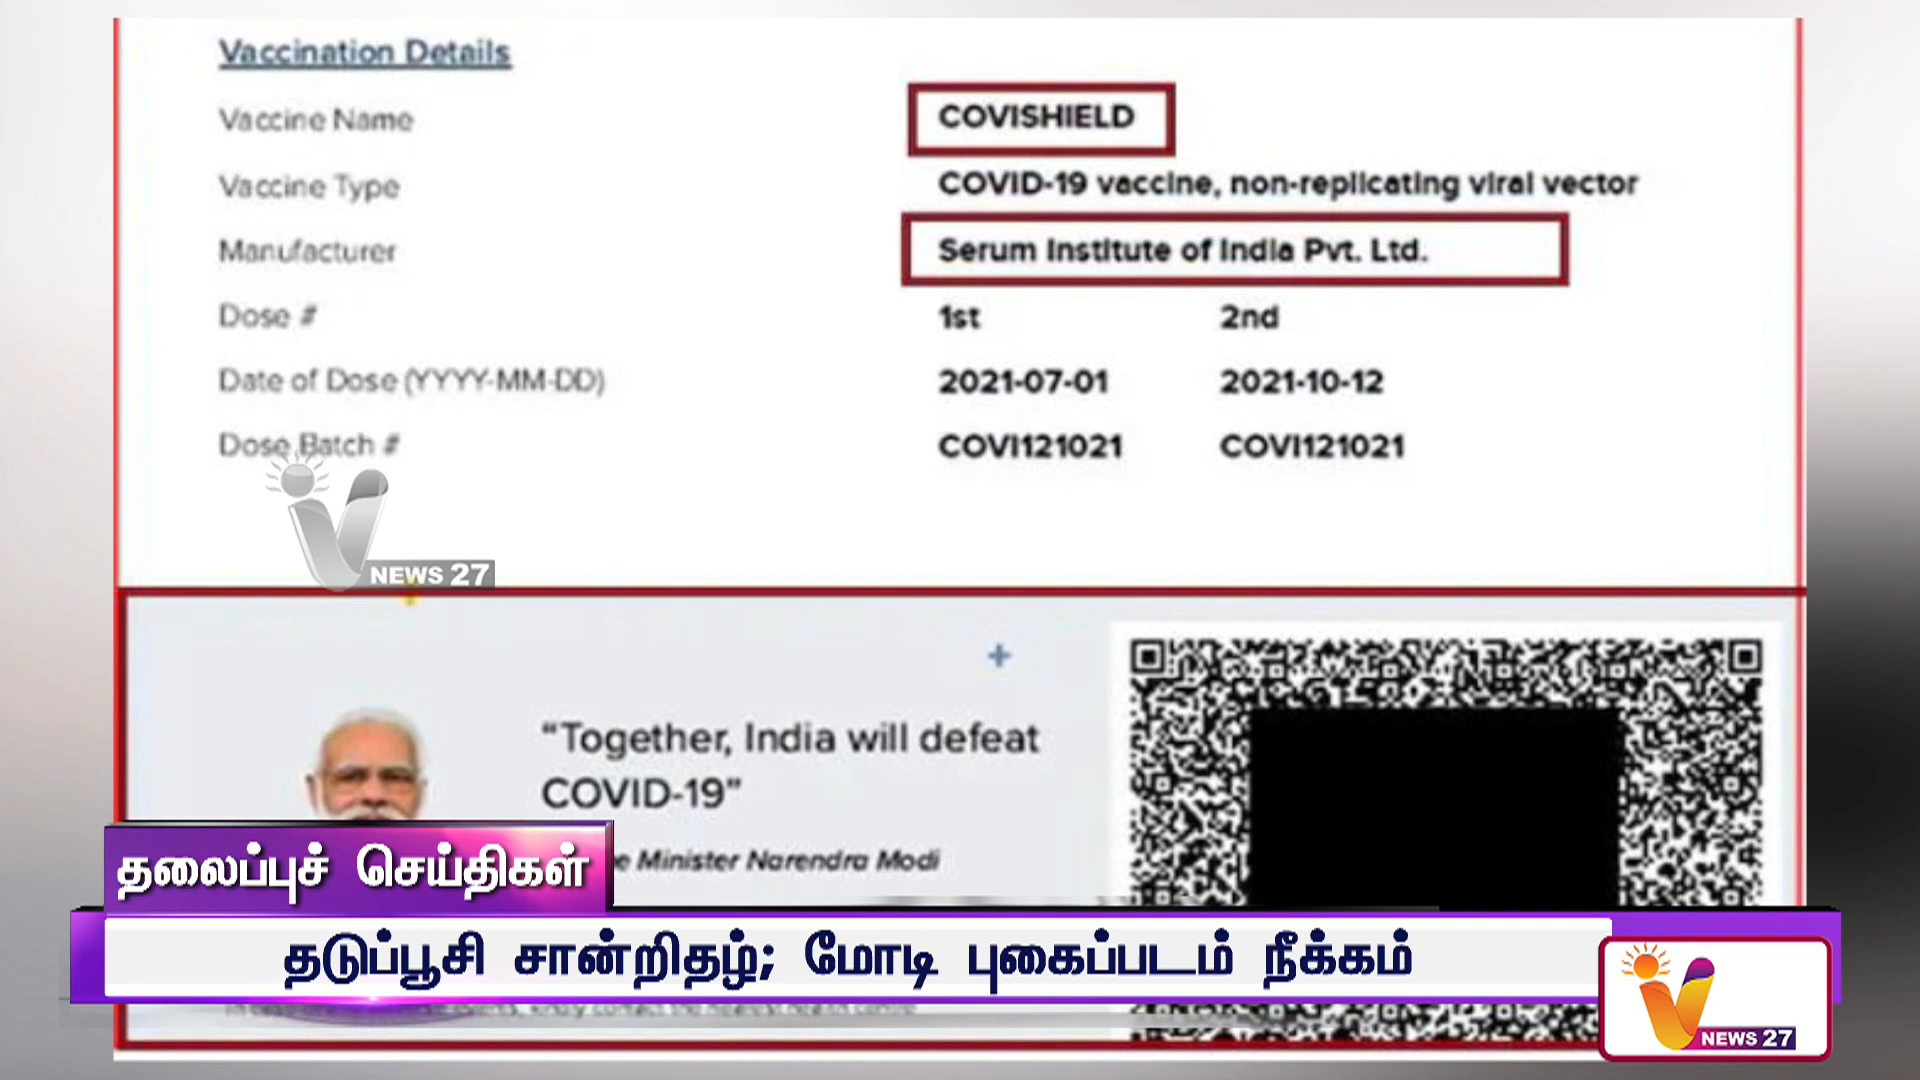 Vaccination Details
Vaccine Name COVISHIELD
Vaccine Type COVID-19 vaccine, non-replicating viral vector
Manufacturer Serum Institute of India Pvt. Ltd.
Dose # 1st 2nd
Date of Dose (YYYY-MM-DD) 2021-07-01 2021-10-12
Dose Batch # COVI121021 COVI121021
NEWS 27
“Together, India will defeat
COVID-19”
Minister Narendra Modi
தலைப்புச் செய்திகள்
தடுப்பூசி சான்றிதழ்; மோடி புகைப்படம் நீக்கம்
NEWS 27